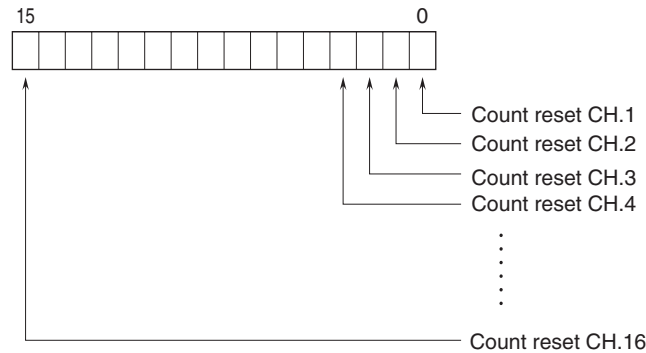 15 0
Count reset CH.1
Count reset CH.2
Count reset CH.3
Count reset CH.4
Count reset CH.16